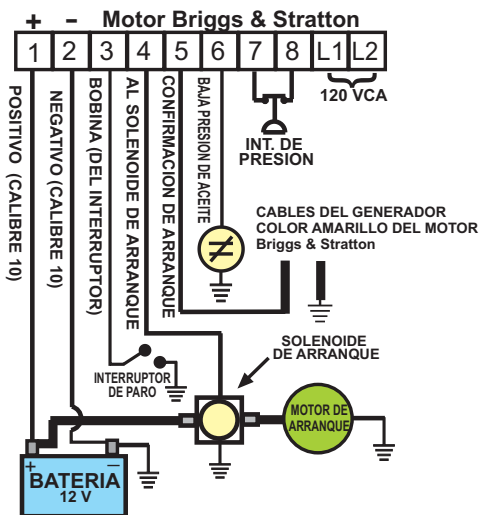 + − Motor Briggs & Stratton
1 2 3 4 5 6 7 8 L1 L2
POSITIVO (CALIBRE 10)
NEGATIVO (CALIBRE 10)
BOBINA (DEL INTERRUPTOR)
AL SOLENOIDE DE ARRANQUE
CONFIRMACION DE ARRANQUE
BAJA PRESION DE ACEITE
120 VCA
INT. DE
PRESION
CABLES DEL GENERADOR
COLOR AMARILLO DEL MOTOR
Briggs & Stratton
SOLENOIDE
DE ARRANQUE
INTERRUPTOR
DE PARO
MOTOR DE
ARRANQUE
+ −
BATERIA
12 V